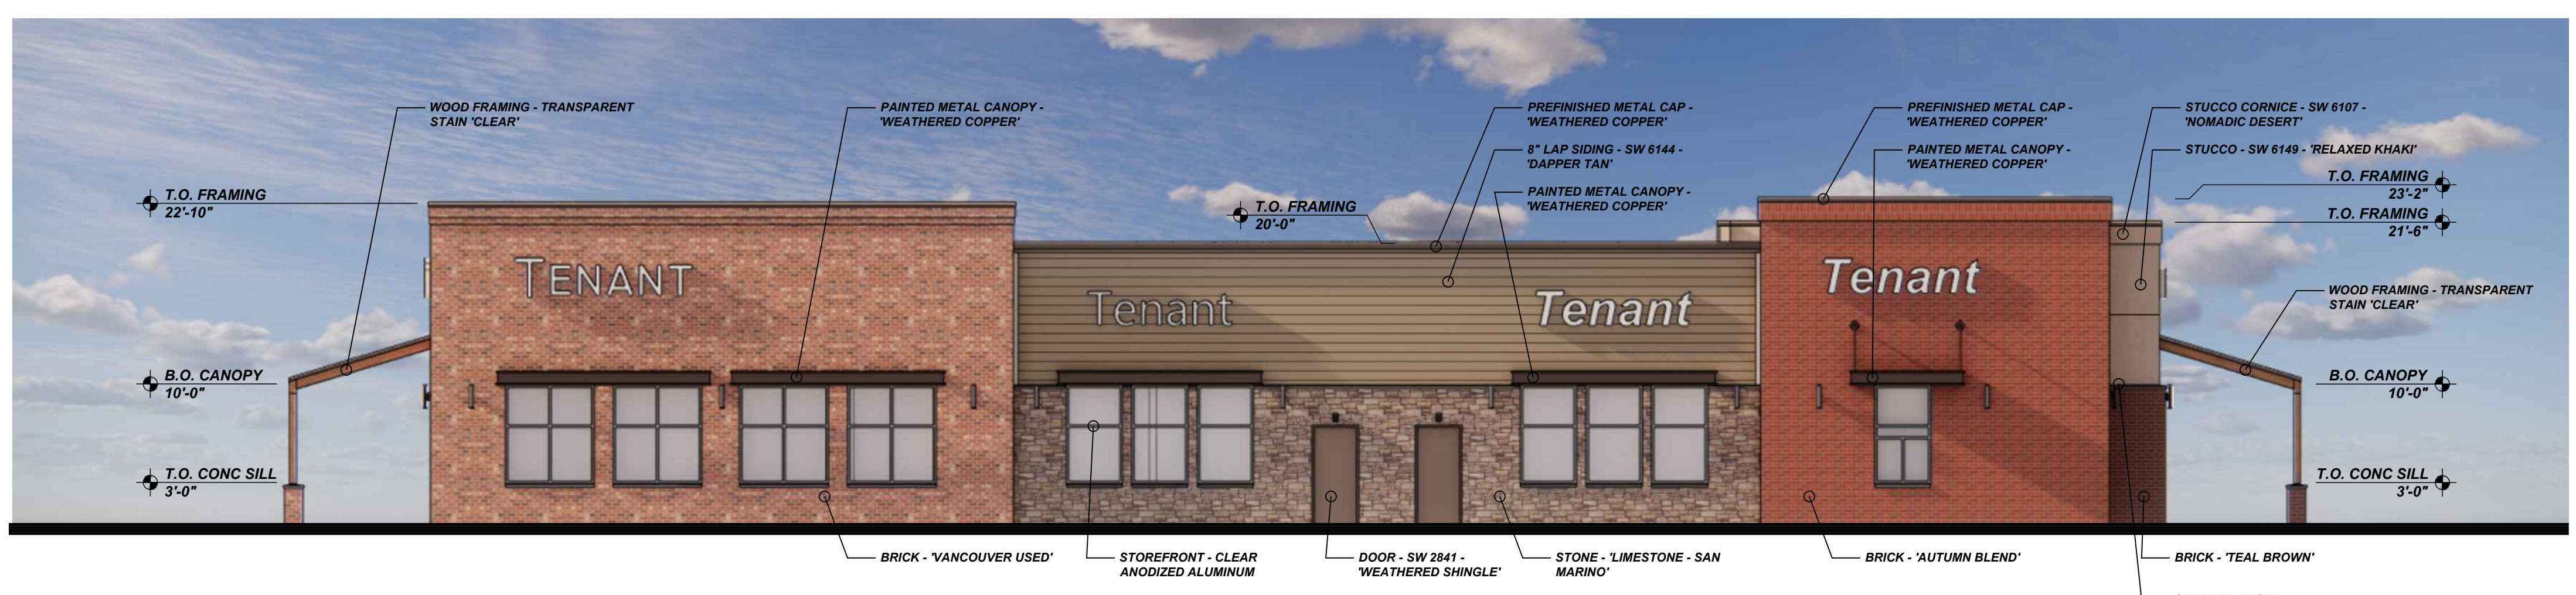 WOOD FRAMING - TRANSPARENT
STAIN 'CLEAR'
PAINTED METAL CANOPY -
'WEATHERED COPPER'
PREFINISHED METAL CAP -
'WEATHERED COPPER'
8" LAP SIDING - SW 6144 -
'DAPPER TAN'
PAINTED METAL CANOPY -
'WEATHERED COPPER'
PREFINISHED METAL CAP -
'WEATHERED COPPER'
PAINTED METAL CANOPY -
'WEATHERED COPPER'
STUCCO CORNICE - SW 6107 -
'NOMADIC DESERT'
STUCCO - SW 6149 - 'RELAXED KHAKI'
T.O. FRAMING
22'-10"
T.O. FRAMING
20'-0"
T.O. FRAMING
23'-2"
T.O. FRAMING
21'-6"
TENANT
Tenant
Tenant
Tenant
WOOD FRAMING - TRANSPARENT
STAIN 'CLEAR'
B.O. CANOPY
10'-0"
B.O. CANOPY
10'-0"
T.O. CONC SILL
3'-0"
T.O. CONC SILL
3'-0"
BRICK - 'VANCOUVER USED'
STOREFRONT - CLEAR
ANODIZED ALUMINUM
DOOR - SW 2841 -
'WEATHERED SHINGLE'
STONE - 'LIMESTONE - SAN
MARINO'
BRICK - 'AUTUMN BLEND'
BRICK - 'TEAL BROWN'